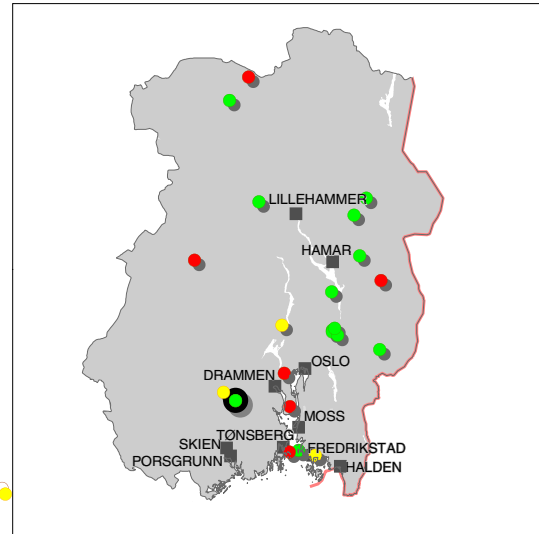 LILLEHAMMER
HAMAR
OSLO
DRAMMEN
MOSS
TØNSBERG
FREDRIKSTAD
SKIEN
PORSGRUNN
HALDEN